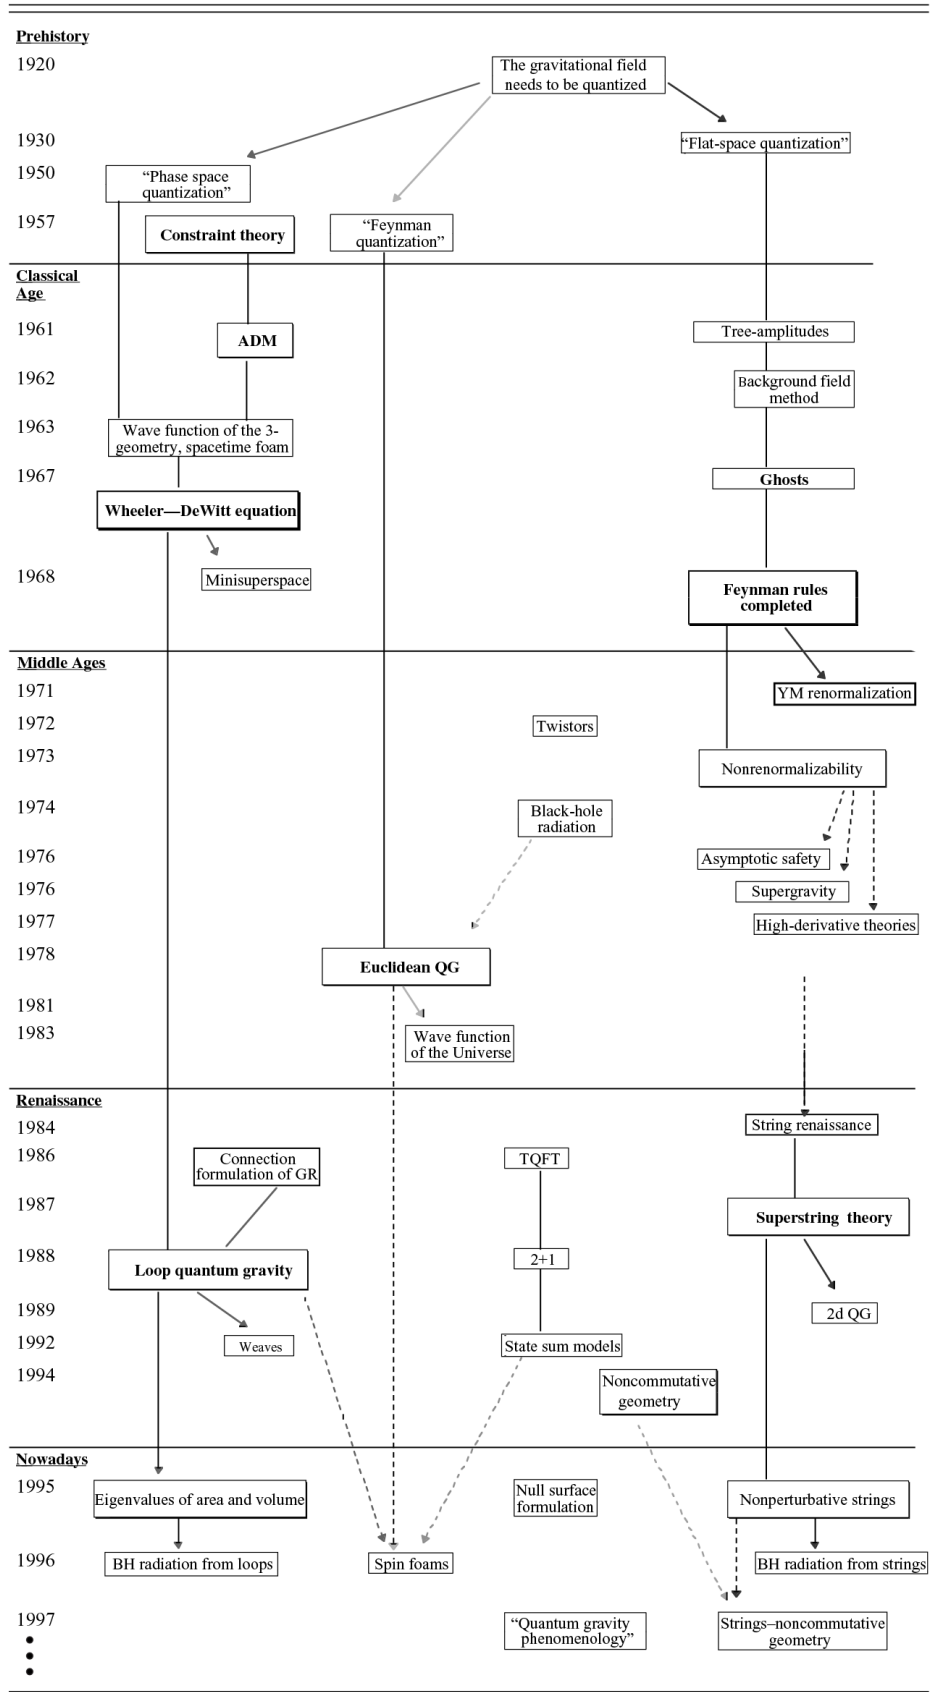 Prehistory
1920
The gravitational field
needs to be quantized
1930
“Flat-space quantization”
1950
“Phase space
quantization”
1957
Constraint theory
“Feynman
quantization”
Classical
Age
1961
ADM
Tree-amplitudes
1962
Background field
method
1963
Wave function of the 3-
geometry, spacetime foam
1967
Ghosts
Wheeler—DeWitt equation
1968
Minisuperspace
Feynman rules
completed
Middle Ages
1971
YM renormalization
1972
Twistors
1973
Nonrenormalizability
1974
Black-hole
radiation
1976
Asymptotic safety
1976
Supergravity
1977
High-derivative theories
1978
Euclidean QG
1981
1983
Wave function
of the Universe
Renaissance
1984
String renaissance
1986
Connection
formulation of GR
TQFT
1987
Superstring theory
1988
Loop quantum gravity
2+1
1989
2d QG
1992
Weaves
State sum models
1994
Noncommutative
geometry
Nowadays
1995
Eigenvalues of area and volume
Null surface
formulation
Nonperturbative strings
1996
BH radiation from loops
Spin foams
BH radiation from strings
1997
“Quantum gravity
phenomenology”
Strings–noncommutative
geometry